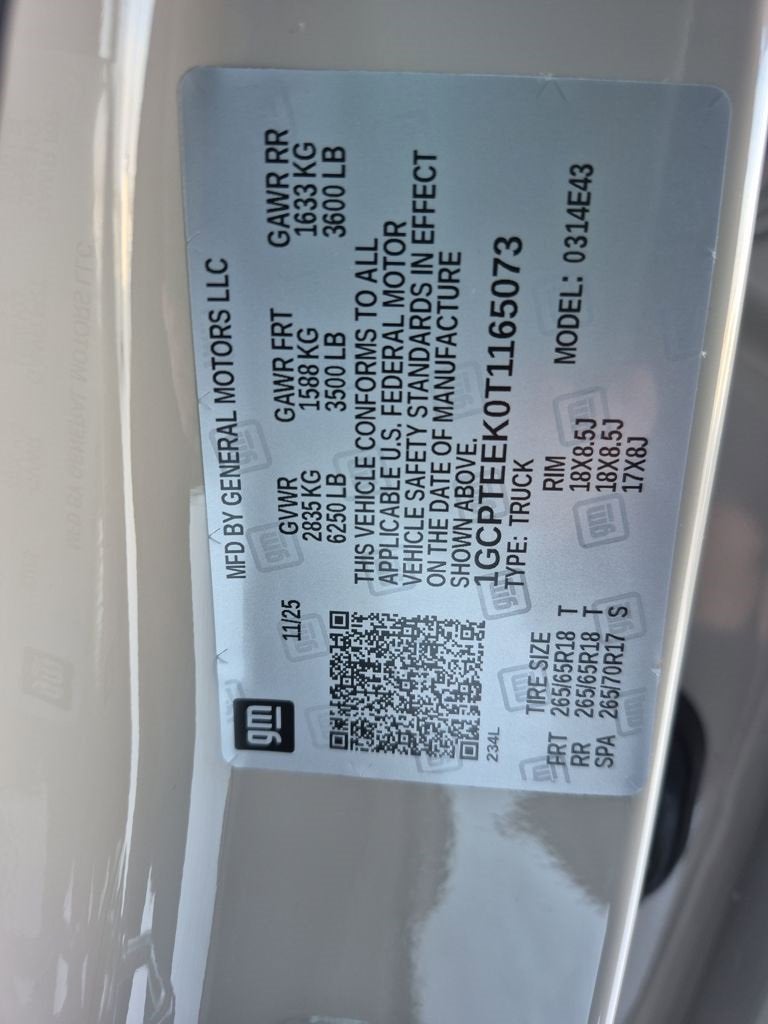 gm
MFD BY GENERAL MOTORS LLC
11/25
GVWR GAWR FRT GAWR RR
2835 KG 1588 KG 1633 KG
6250 LB 3500 LB 3600 LB
THIS VEHICLE CONFORMS TO ALL
APPLICABLE U.S. FEDERAL MOTOR
VEHICLE SAFETY STANDARDS IN EFFECT
ON THE DATE OF MANUFACTURE
SHOWN ABOVE.
1GCPTEEK0T1165073
234L
TYPE: TRUCK
MODEL: 0314E43
TIRE SIZE RIM
FRT 265/65R18 T 18X8.5J
RR 265/65R18 T 18X8.5J
SPA 265/70R17 S 17X8J